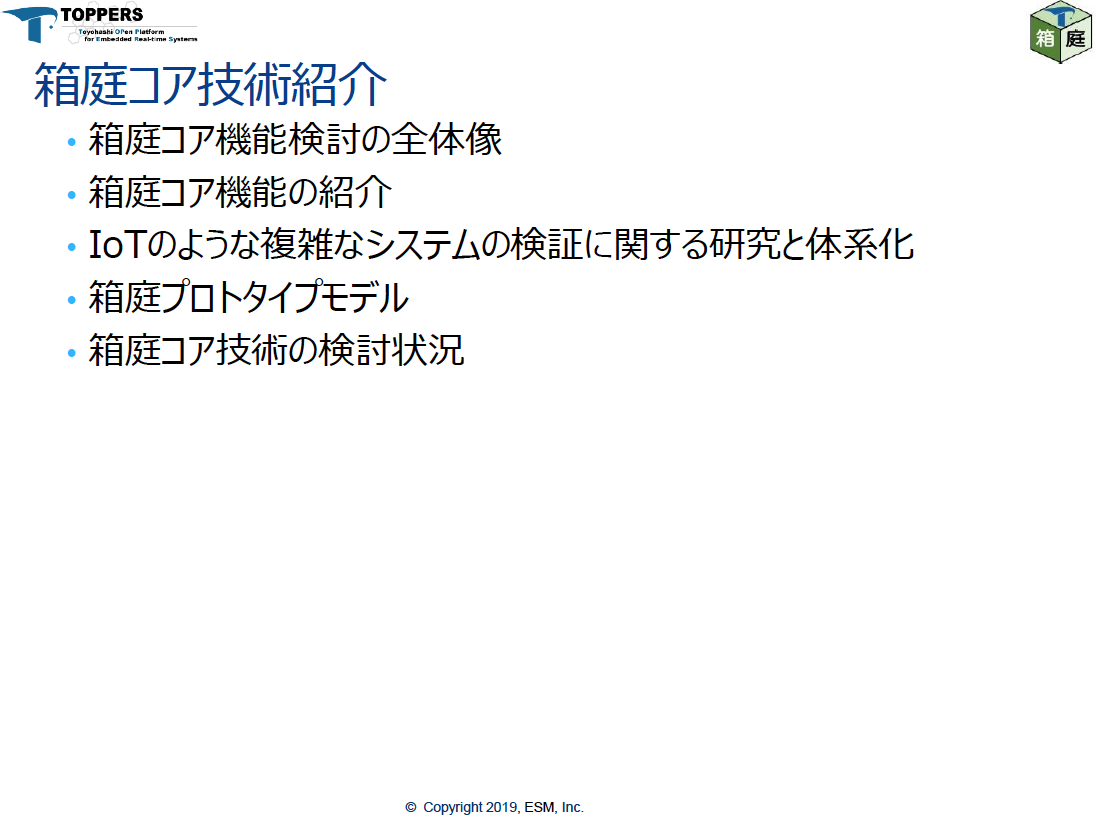 TOPPERS
Toyohashi OPen Platform
for Embedded Real-time Systems
箱 庭
箱庭コア技術紹介
• 箱庭コア機能検討の全体像
• 箱庭コア機能の紹介
• IoTのような複雑なシステムの検証に関する研究と体系化
• 箱庭プロトタイプモデル
• 箱庭コア技術の検討状況
© Copyright 2019, ESM, Inc.